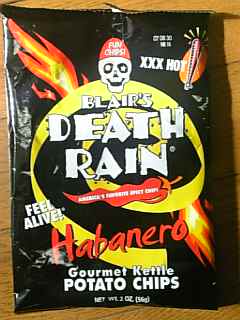 FUN
CHIPS!
XXX HOT
BLAIR'S
DEATH
RAIN®
AMERICA'S FAVORITE SPICY CHIPS
FEEL
ALIVE!
Habanero
Gourmet Kettle
POTATO CHIPS
NET WT. 2 OZ. (56g)